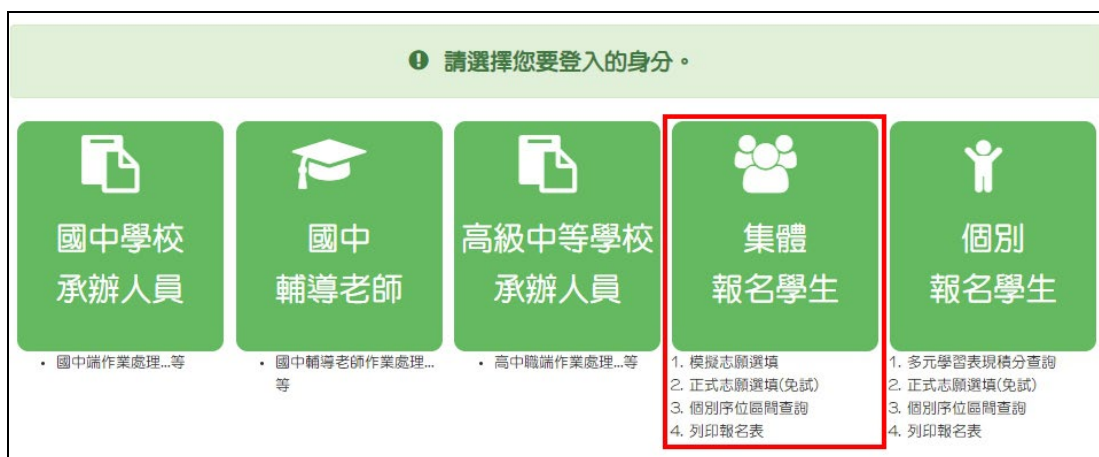 請選擇您要登入的身分。
國中學校
承辦人員
• 國中端作業處理...等
國中
輔導老師
• 國中輔導老師作業處理...
等
高級中等學校
承辦人員
• 高中職端作業處理...等
集體
報名學生
1. 模擬志願選填
2. 正式志願選填(免試)
3. 個別序位區間查詢
4. 列印報名表
個別
報名學生
1. 多元學習表現積分查詢
2. 正式志願選填(免試)
3. 個別序位區間查詢
4. 列印報名表